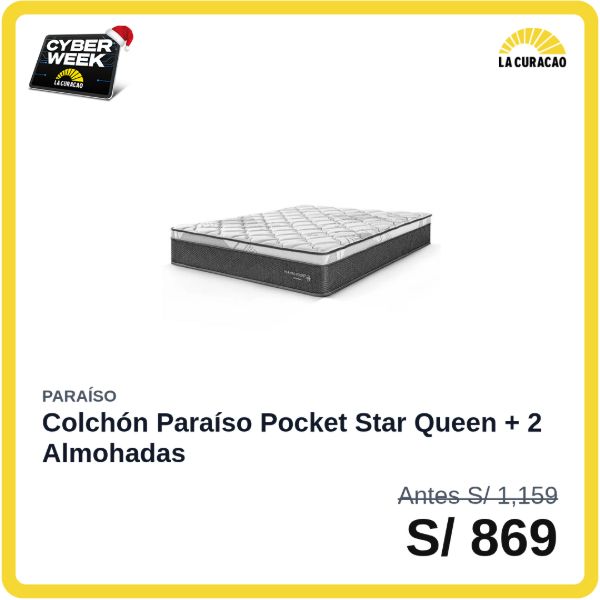 CYBER
WEEK
LA CURACAO
LA CURACAO
PARAÍSO
Colchón Paraíso Pocket Star Queen + 2
Almohadas
Antes S/ 1,159
S/ 869